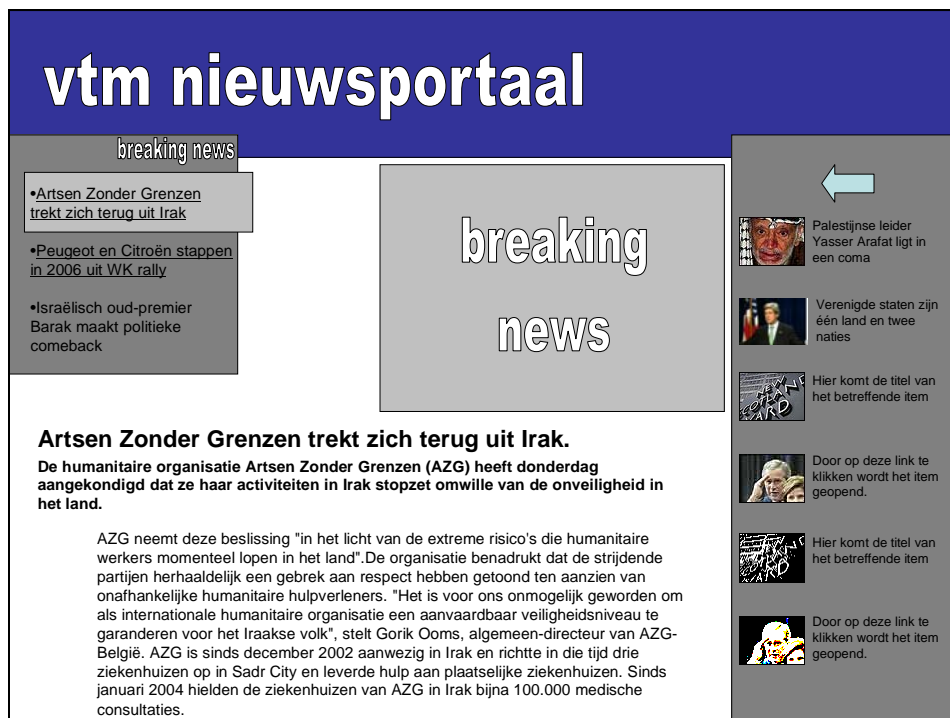 vtm nieuwsportaal
breaking news
•Artsen Zonder Grenzen
trekt zich terug uit Irak
•Peugeot en Citroën stappen
in 2006 uit WK rally
•Israëlisch oud-premier
Barak maakt politieke
comeback
breaking
news
Artsen Zonder Grenzen trekt zich terug uit Irak.
De humanitaire organisatie Artsen Zonder Grenzen (AZG) heeft donderdag
aangekondigd dat ze haar activiteiten in Irak stopzet omwille van de onveiligheid in
het land.
AZG neemt deze beslissing "in het licht van de extreme risico's die humanitaire
werkers momenteel lopen in het land".De organisatie benadrukt dat de strijdende
partijen herhaaldelijk een gebrek aan respect hebben getoond ten aanzien van
onafhankelijke humanitaire hulpverleners. "Het is voor ons onmogelijk geworden om
als internationale humanitaire organisatie een aanvaardbaar veiligheidsniveau te
garanderen voor het Iraakse volk", stelt Gorik Ooms, algemeen-directeur van AZG-
België. AZG is sinds december 2002 aanwezig in Irak en richtte in die tijd drie
ziekenhuizen op in Sadr City en leverde hulp aan plaatselijke ziekenhuizen. Sinds
januari 2004 hielden de ziekenhuizen van AZG in Irak bijna 100.000 medische
consultaties.
Palestijnse leider
Yasser Arafat ligt in
een coma
Verenigde staten zijn
één land en twee
naties
NEW
SCOTLAND
YARD
Hier komt de titel van
het betreffende item
Door op deze link te
klikken wordt het item
geopend.
Hier komt de titel van
het betreffende item
Door op deze link te
klikken wordt het item
geopend.